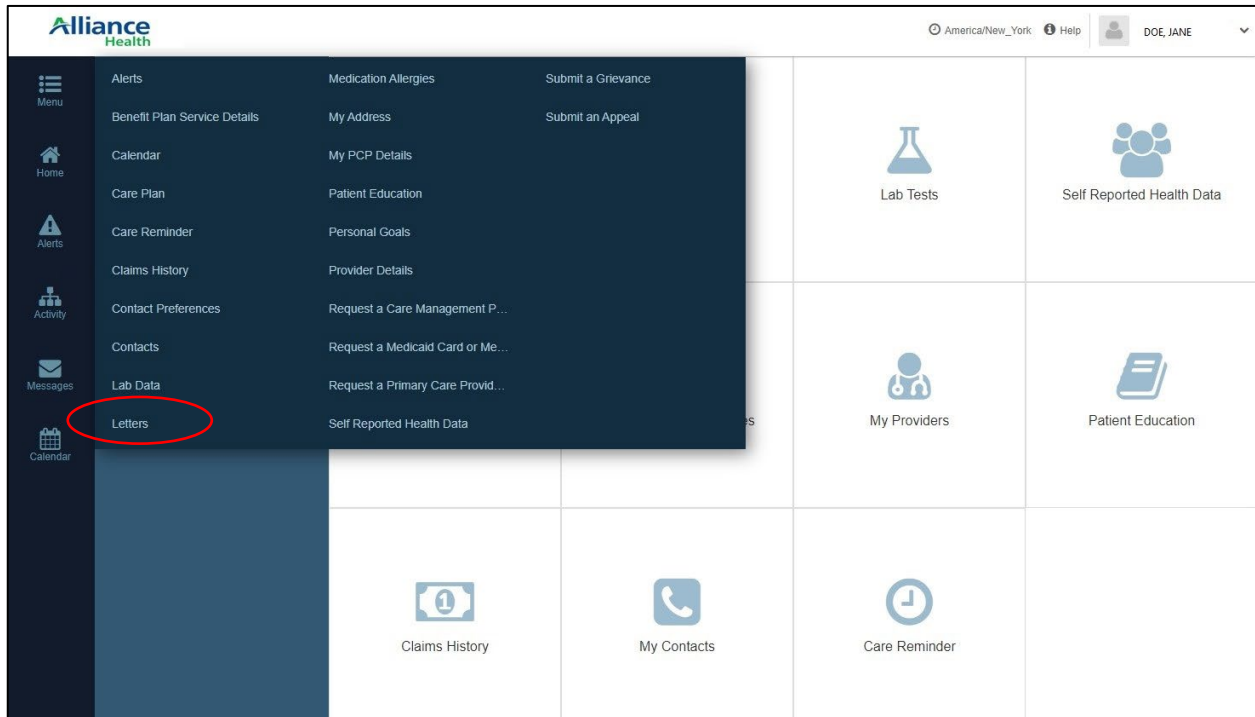 Alliance
Health
America/New_York Help DOE, JANE
Menu
Home
Alerts
Activity
Messages
Calendar
Alerts
Benefit Plan Service Details
Calendar
Care Plan
Care Reminder
Claims History
Contact Preferences
Contacts
Lab Data
Letters
Medication Allergies
My Address
My PCP Details
Patient Education
Personal Goals
Provider Details
Request a Care Management P...
Request a Medicaid Card or Me...
Request a Primary Care Provid...
Self Reported Health Data
Submit a Grievance
Submit an Appeal
Lab Tests
Self Reported Health Data
My Providers
Patient Education
1
Claims History
My Contacts
Care Reminder